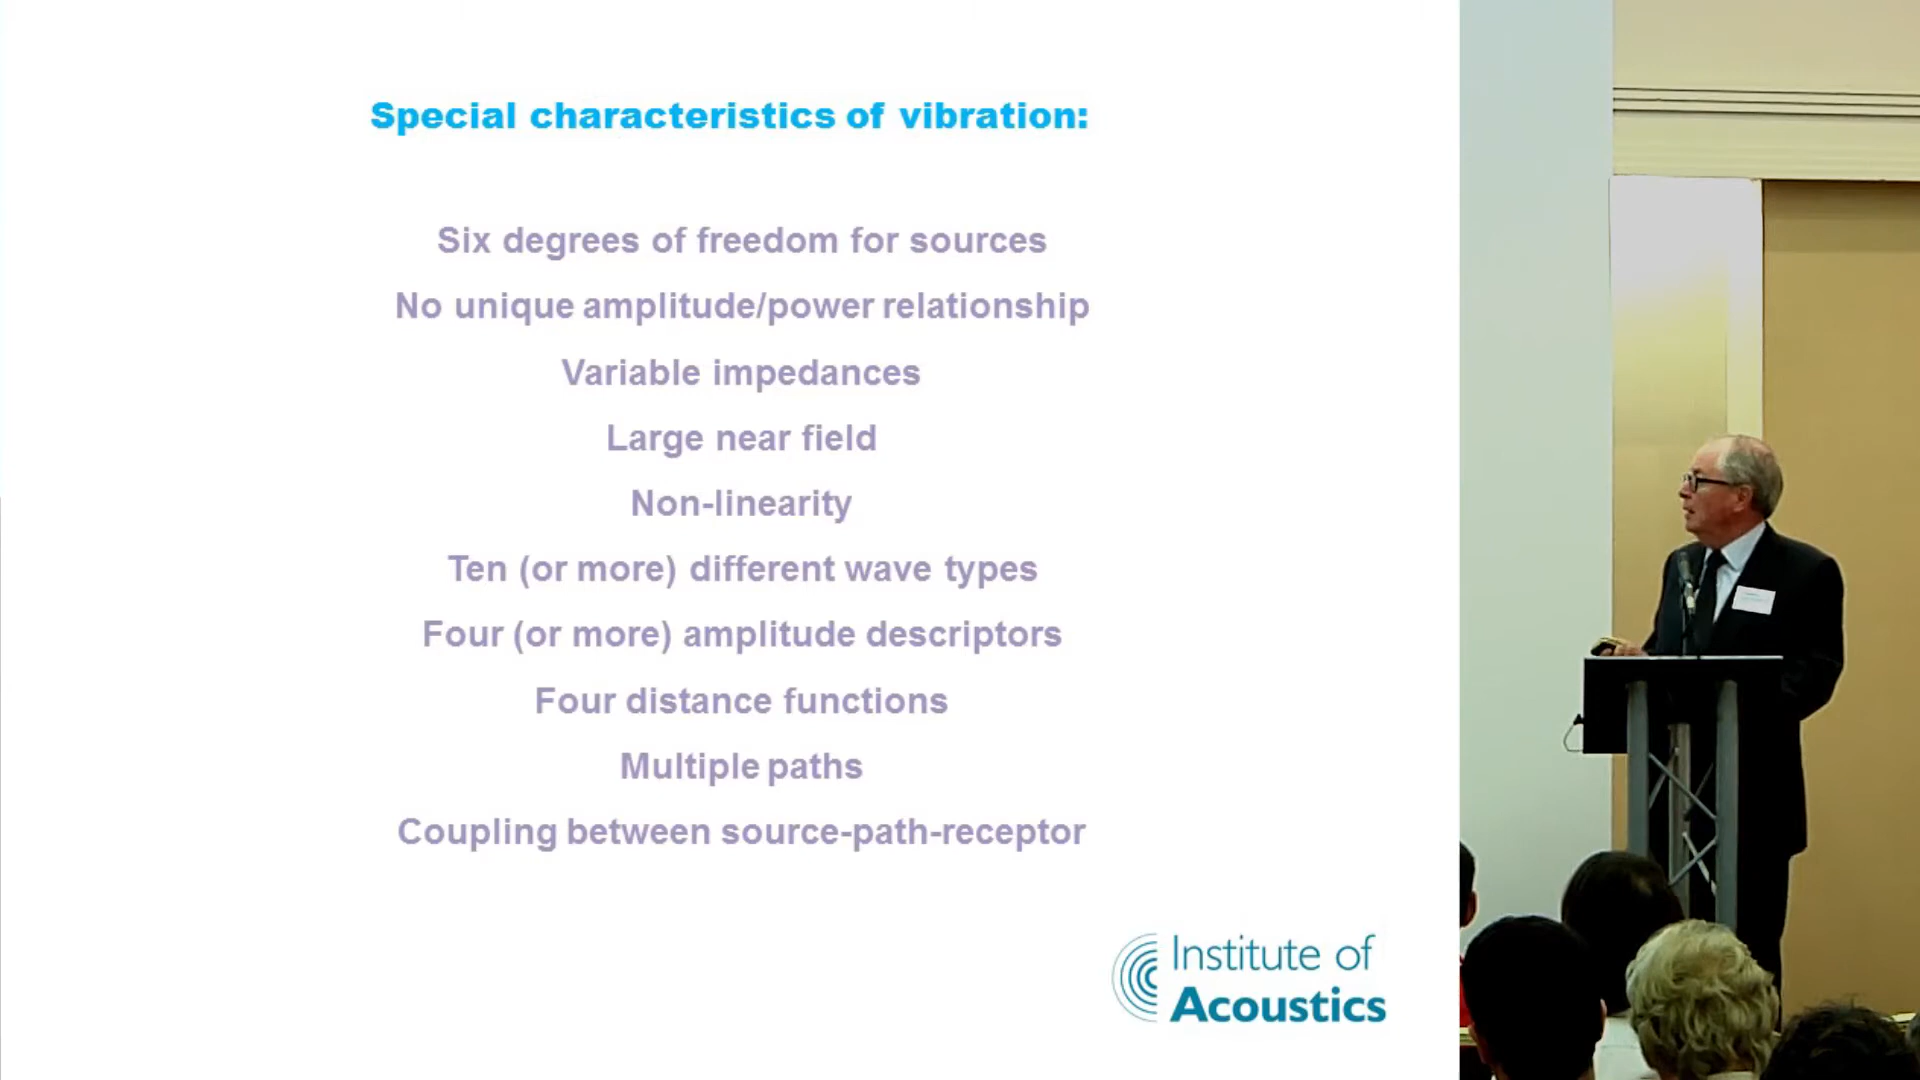 Special characteristics of vibration:
Six degrees of freedom for sources
No unique amplitude/power relationship
Variable impedances
Large near field
Non-linearity
Ten (or more) different wave types
Four (or more) amplitude descriptors
Four distance functions
Multiple paths
Coupling between source-path-receptor
Institute of
Acoustics